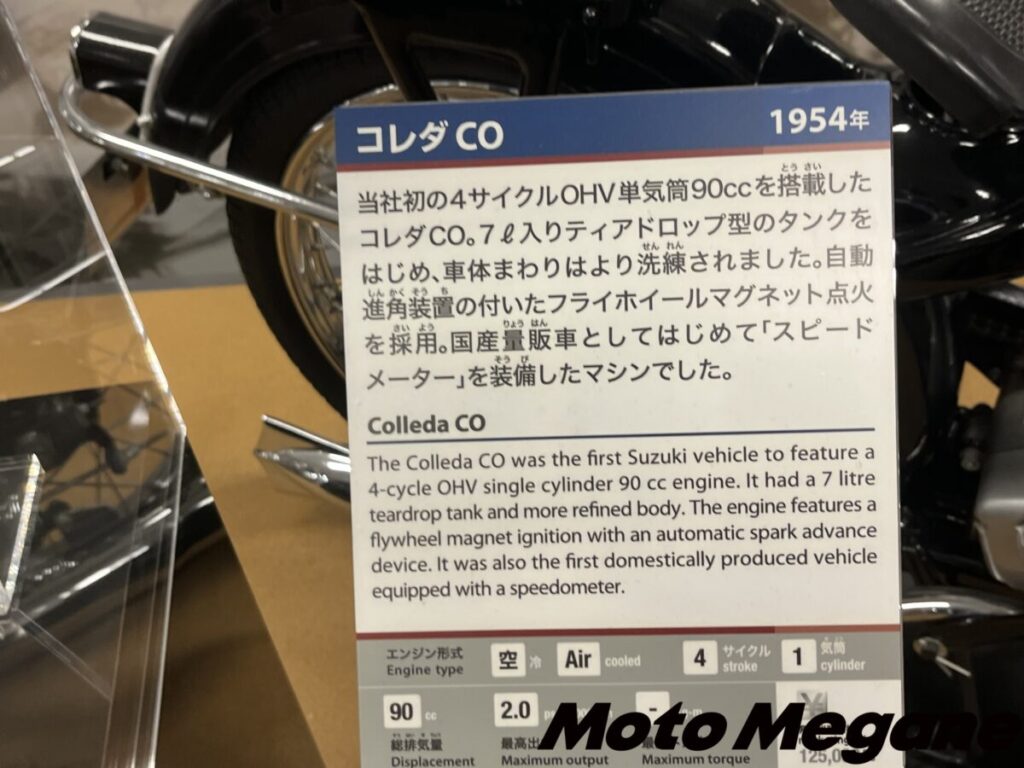 コレダ CO
1954年
当社初の4サイクルOHV単気筒90ccを搭載した
コレダCO。7ℓ入りティアドロップ型のタンクを
はじめ、車体まわりはより洗練されました。自動
進角装置の付いたフライホイールマグネット点火
を採用。国産量販車としてはじめて「スピード
メーター」を装備したマシンでした。
Colleda CO
The Colleda CO was the first Suzuki vehicle to feature a
4-cycle OHV single cylinder 90 cc engine. It had a 7 litre
teardrop tank and more refined body. The engine features a
flywheel magnet ignition with an automatic spark advance
device. It was also the first domestically produced vehicle
equipped with a speedometer.
エンジン形式 空冷 Air cooled 4 サイクル 1 気筒
Engine type stroke cylinder
90 cc 2.0 -
総排気量 最高出
Displacement Maximum output Maximum torque
Moto Megane